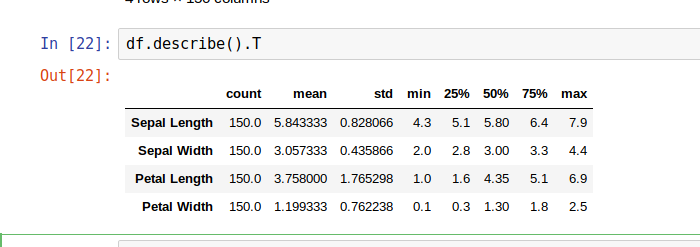 4 rows × 150 columns
In [22]: df.describe().T
Out[22]:
count mean std min 25% 50% 75% max
Sepal Length 150.0 5.843333 0.828066 4.3 5.1 5.80 6.4 7.9
Sepal Width 150.0 3.057333 0.435866 2.0 2.8 3.00 3.3 4.4
Petal Length 150.0 3.758000 1.765298 1.0 1.6 4.35 5.1 6.9
Petal Width 150.0 1.199333 0.762238 0.1 0.3 1.30 1.8 2.5